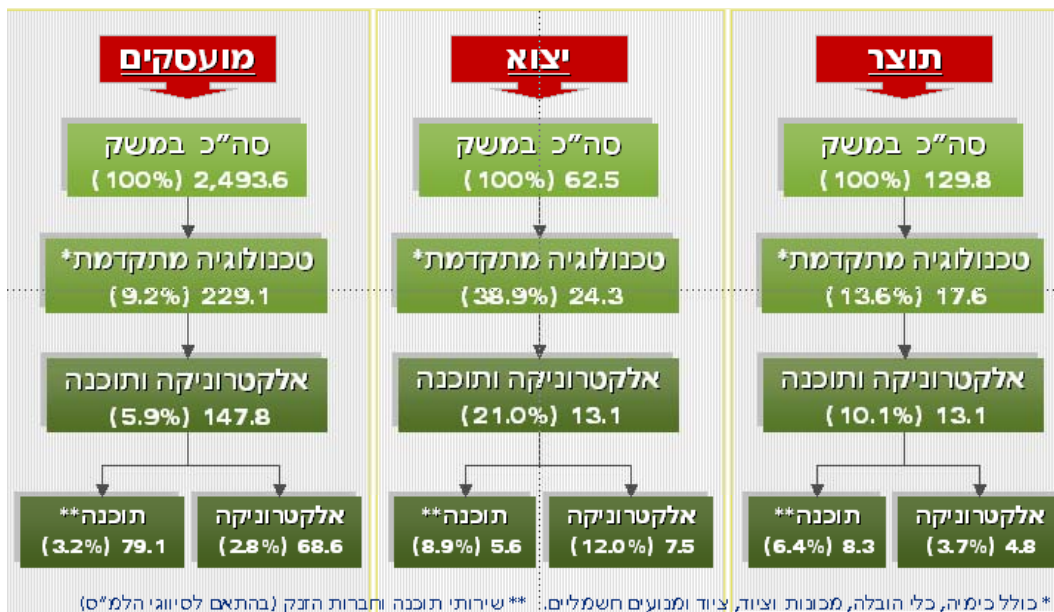 תוצר
סה"כ במשק
129.8 (100%)
טכנולוגיה מתקדמת*
17.6 (13.6%)
אלקטרוניקה ותוכנה
13.1 (10.1%)
אלקטרוניקה
4.8 (3.7%)
תוכנה**
8.3 (6.4%)
יצוא
סה"כ במשק
62.5 (100%)
טכנולוגיה מתקדמת*
24.3 (38.9%)
אלקטרוניקה ותוכנה
13.1 (21.0%)
אלקטרוניקה
7.5 (12.0%)
תוכנה**
5.6 (8.9%)
מועסקים
סה"כ במשק
2,493.6 (100%)
טכנולוגיה מתקדמת*
229.1 (9.2%)
אלקטרוניקה ותוכנה
147.8 (5.9%)
אלקטרוניקה
68.6 (2.8%)
תוכנה**
79.1 (3.2%)
* כולל כימיה, כלי הובלה, מכונות וציוד, ציוד ומנועים חשמליים. ** שירותי תוכנה וחברות הזנק (בהתאם לסיווגי הלמ"ס)